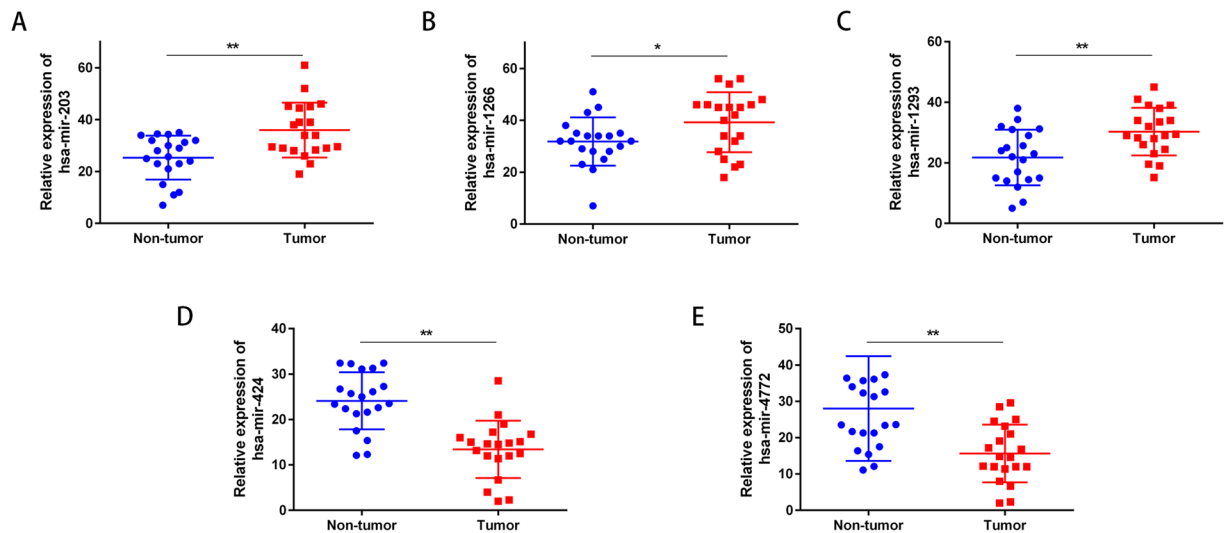 A
Relative expression of
hsa-mir-203
60
40
20
0
**
Non-tumor
Tumor
B
Relative expression of
hsa-mir-1266
60
40
20
0
*
Non-tumor
Tumor
C
Relative expression of
hsa-mir-1293
60
40
20
0
**
Non-tumor
Tumor
D
Relative expression of
hsa-mir-424
40
30
20
10
0
**
Non-tumor
Tumor
E
Relative expression of
hsa-mir-4772
50
40
30
20
10
0
**
Non-tumor
Tumor